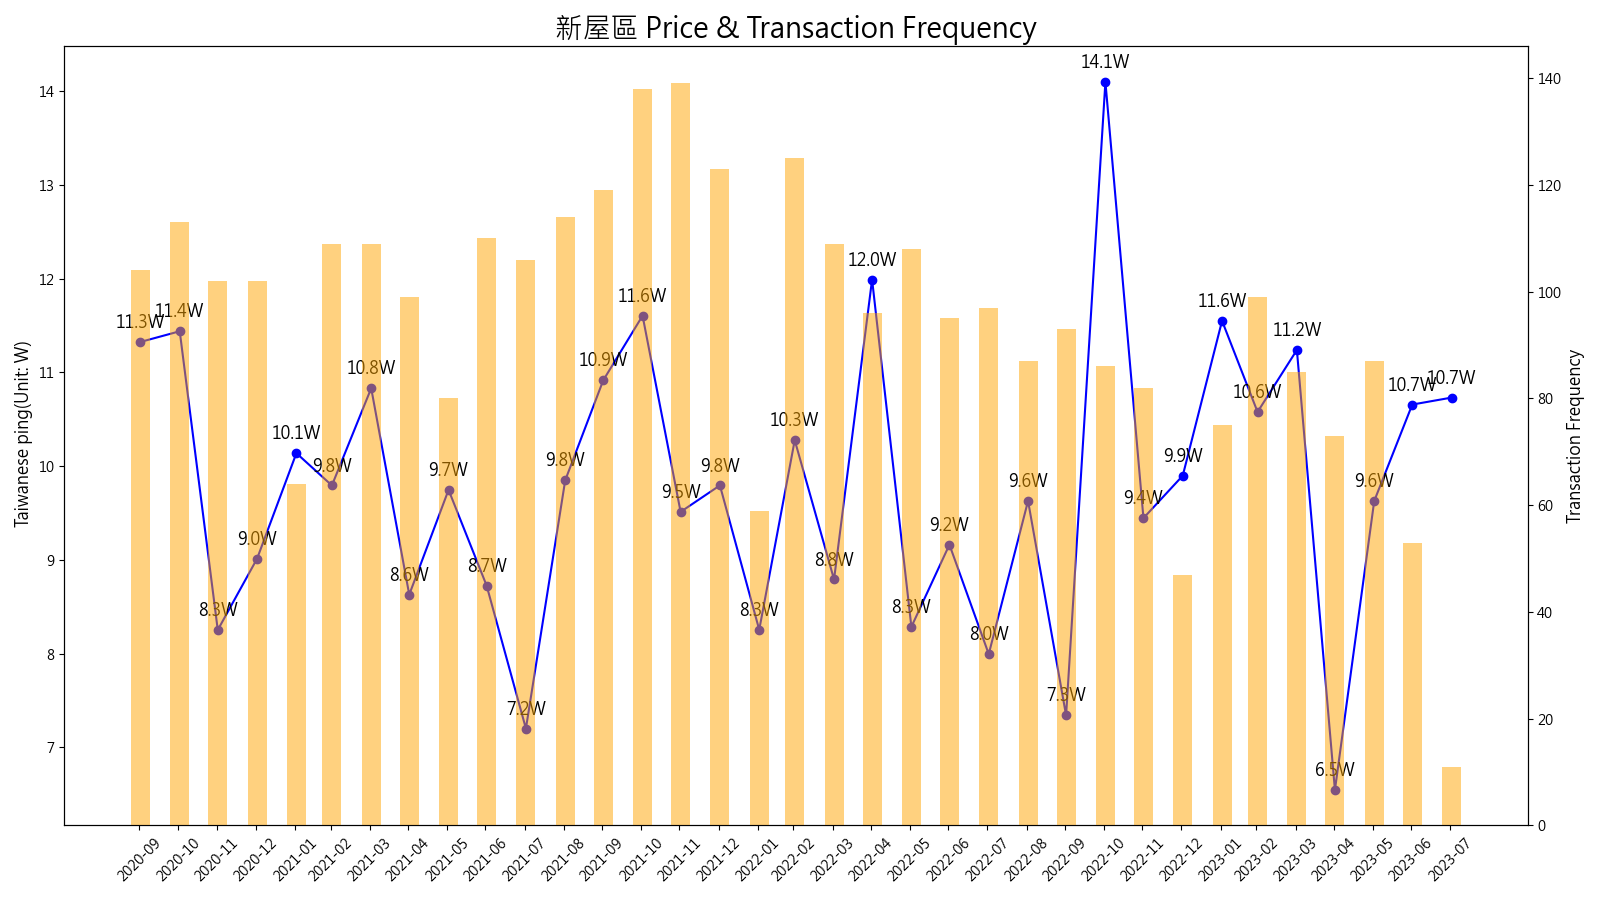 新屋區 Price & Transaction Frequency
Taiwanese ping(Unit: W)
14
13
12
11
10
9
8
7
11.3W
11.4W
8.3W
9.0W
10.1W
9.8W
10.8W
8.6W
9.7W
8.7W
7.2W
9.8W
10.9W
11.6W
9.5W
9.8W
8.3W
10.3W
8.8W
12.0W
8.3W
9.2W
8.0W
9.6W
7.3W
14.1W
9.4W
9.9W
11.6W
10.6W
11.2W
6.5W
9.6W
10.7W
10.7W
140
120
100
80
60
40
20
0
Transaction Frequency
2020-09
2020-10
2020-11
2020-12
2021-01
2021-02
2021-03
2021-04
2021-05
2021-06
2021-07
2021-08
2021-09
2021-10
2021-11
2021-12
2022-01
2022-02
2022-03
2022-04
2022-05
2022-06
2022-07
2022-08
2022-09
2022-10
2022-11
2022-12
2023-01
2023-02
2023-03
2023-04
2023-05
2023-06
2023-07